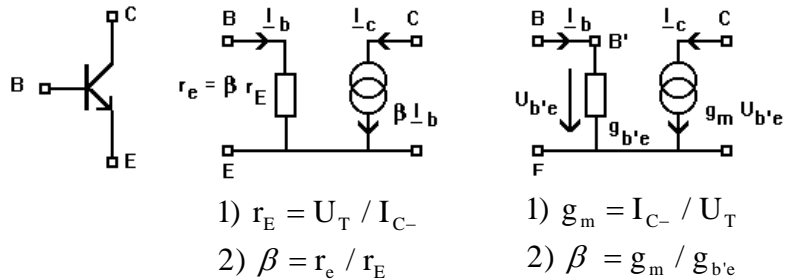 C
B
E
B I_b I_c C
r_e = β r_E
β I_b
E
B I_b B' I_c C
U_b'e
g_b'e
g_m U_b'e
E
1) r_E = U_T / I_C–
2) β = r_e / r_E
1) g_m = I_C– / U_T
2) β = g_m / g_b'e